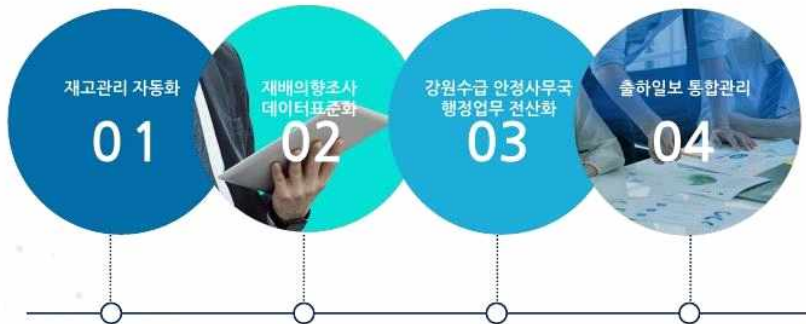 재고관리 자동화
01
재배의향조사
데이터표준화
02
강원수급 안정사무국
행정업무 전산화
03
출하일보 통합관리
04